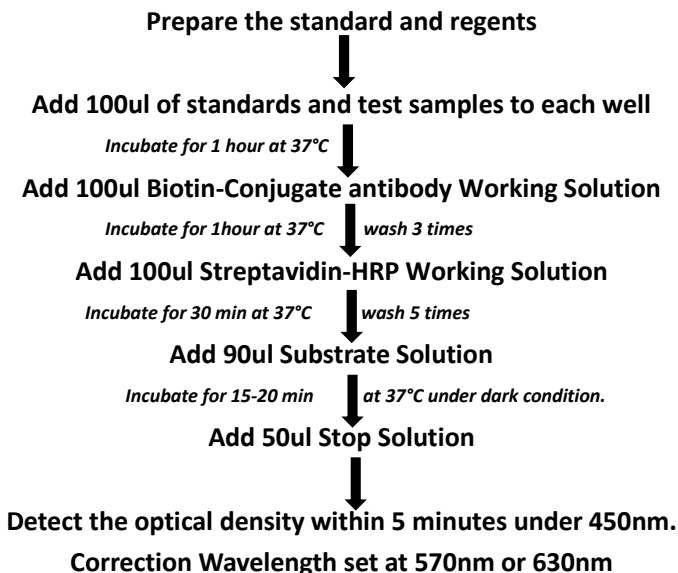 Prepare the standard and regents
Add 100ul of standards and test samples to each well
Incubate for 1 hour at 37°C
Add 100ul Biotin-Conjugate antibody Working Solution
Incubate for 1hour at 37°C wash 3 times
Add 100ul Streptavidin-HRP Working Solution
Incubate for 30 min at 37°C wash 5 times
Add 90ul Substrate Solution
Incubate for 15-20 min at 37°C under dark condition.
Add 50ul Stop Solution
Detect the optical density within 5 minutes under 450nm.
Correction Wavelength set at 570nm or 630nm